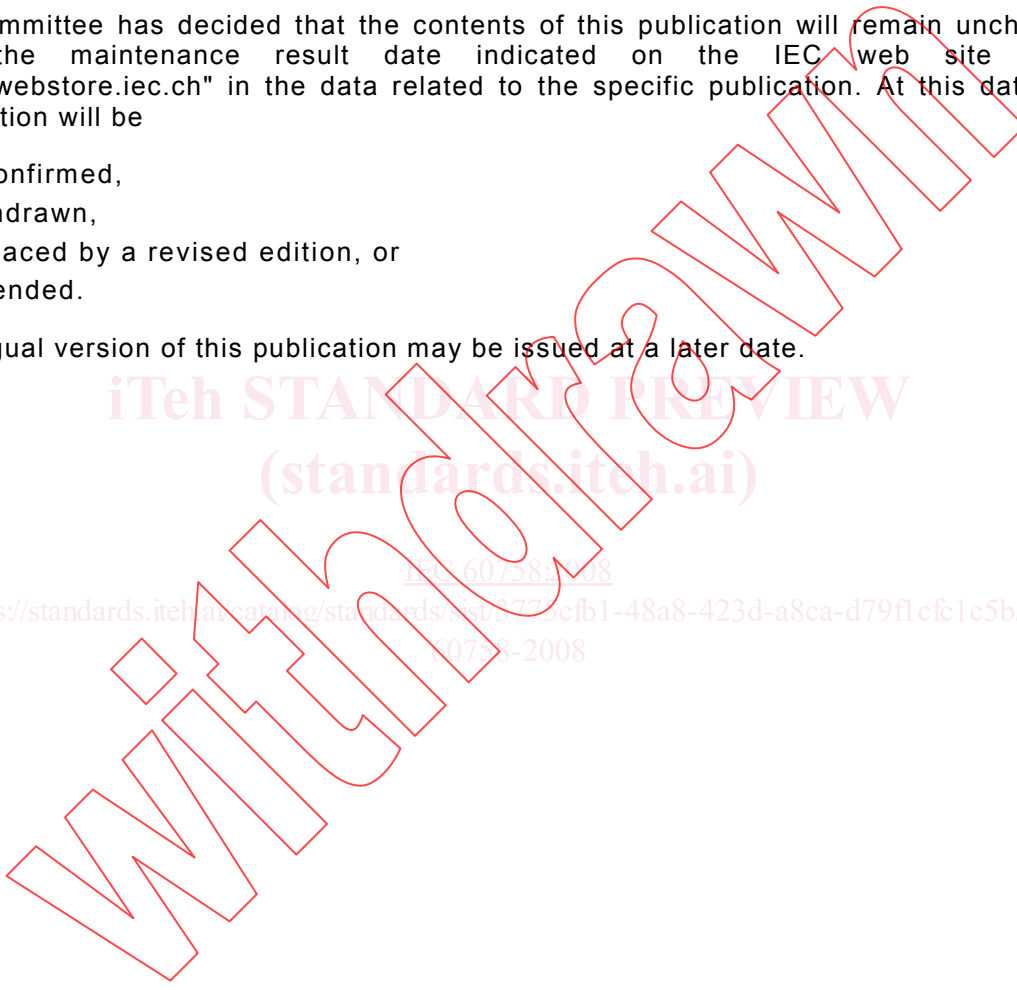 mmittee has decided that the contents of this publication will remain unch
the maintenance result date indicated on the IEC web site
webstore.iec.ch" in the data related to the specific publication. At this dat
tion will be
onfirmed,
ndrawn,
laced by a revised edition, or
ended.
gual version of this publication may be issued at a later date.
iTeh STANDARD PREVIEW
(standards.iteh.ai)
IEC 60758:2008
s://standards.iteh.ai/catalog/standards/sist/3773cfb1-48a8-423d-a8ca-d79f1cfc1c5b
60758-2008
withdrawn